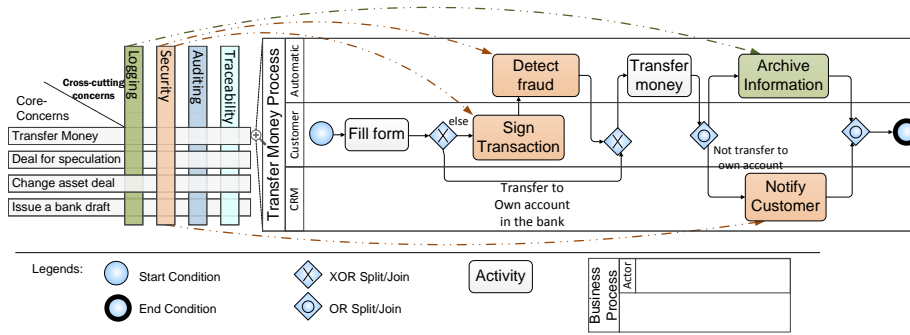 Cross-cutting
concerns
Core-
Concerns
Logging
Security
Auditing
Traceability
Transfer Money
Deal for speculation
Change asset deal
Issue a bank draft
Transfer Money Process
Automatic
Customer
CRM
Fill form
else
Sign
Transaction
Detect
fraud
Transfer
money
Archive
Information
Not transfer to
own account
Transfer to
Own account
in the bank
Notify
Customer
Legends:
Start Condition
End Condition
XOR Split/Join
OR Split/Join
Activity
Business
Process
Actor